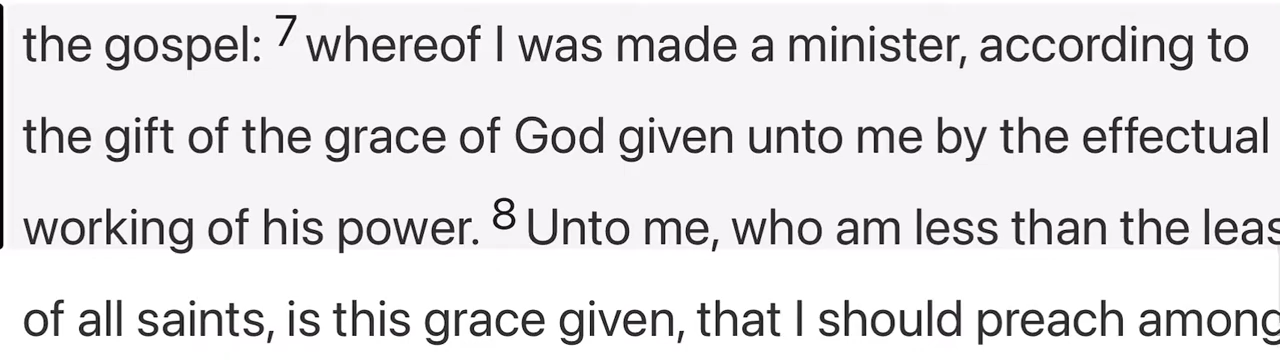 the gospel: 7 whereof I was made a minister, according to
the gift of the grace of God given unto me by the effectual
working of his power. 8 Unto me, who am less than the leas
of all saints, is this grace given, that I should preach among